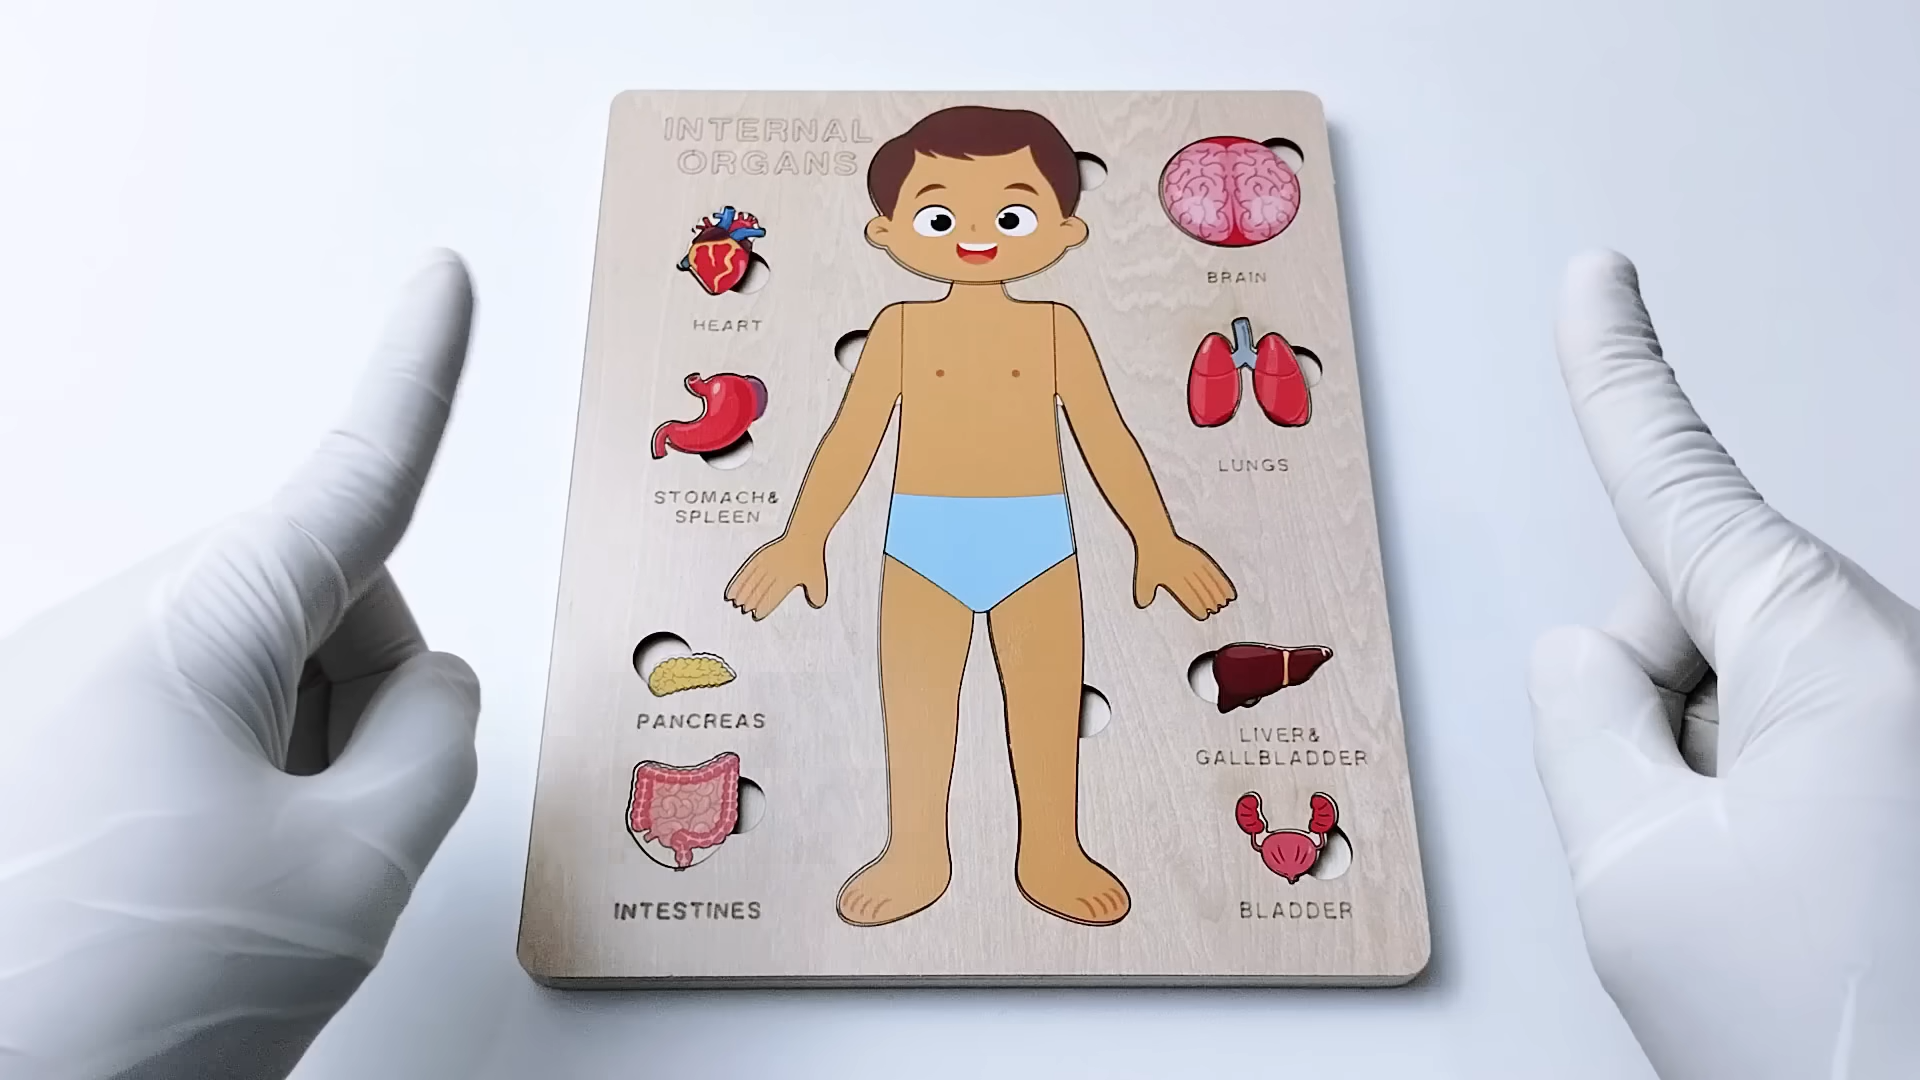 INTERNAL
ORGANS
HEART
STOMACH&
SPLEEN
PANCREAS
INTESTINES
BRAIN
LUNGS
LIVER&
GALLBLADDER
BLADDER